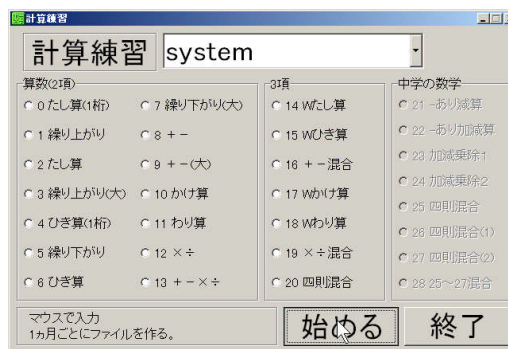 計算練習
計算練習
system
算数(2項)
0 たし算(1桁)
1 繰り上がり
2 たし算
3 繰り上がり(大)
4 ひき算(1桁)
5 繰り下がり
6 ひき算
7 繰り下がり(大)
8 + -
9 + -(大)
10 かけ算
11 わり算
12 × ÷
13 + - × ÷
3項
14 Wたし算
15 Wひき算
16 + -混合
17 Wかけ算
18 Wわり算
19 × ÷混合
20 四則混合
中学の数学
21 -あり減算
22 -あり加減算
23 加減乗除1
24 加減乗除2
25 四則混合
26 四則混合(1)
27 四則混合(2)
28 25～27混合
マウスで入力
1ヵ月ごとにファイルを作る。
始める
終了